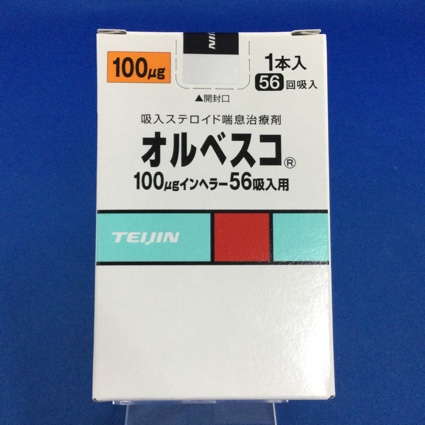 100μg
1本入
56回吸入
▲開封口
吸入ステロイド喘息治療剤
オルベスコ®
100μgインヘラー56吸入用
TEIJIN